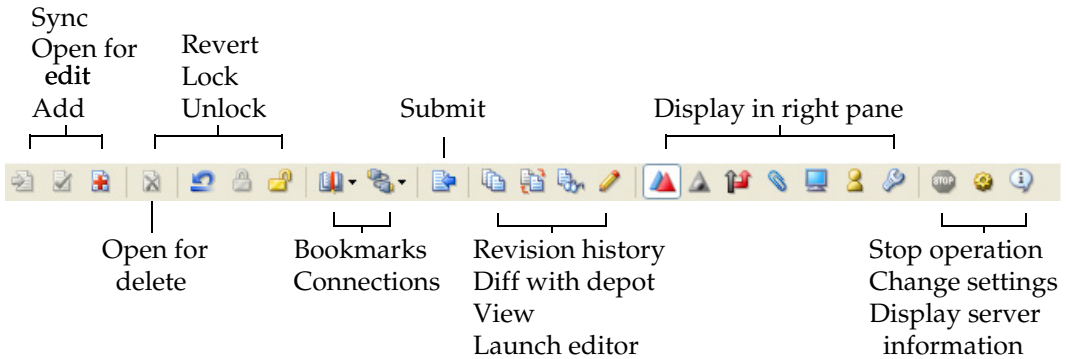 Sync
Open for
edit
Add
Revert
Lock
Unlock
Submit
Display in right pane
STOP
Open for
delete
Bookmarks
Connections
Revision history
Diff with depot
View
Launch editor
Stop operation
Change settings
Display server
information